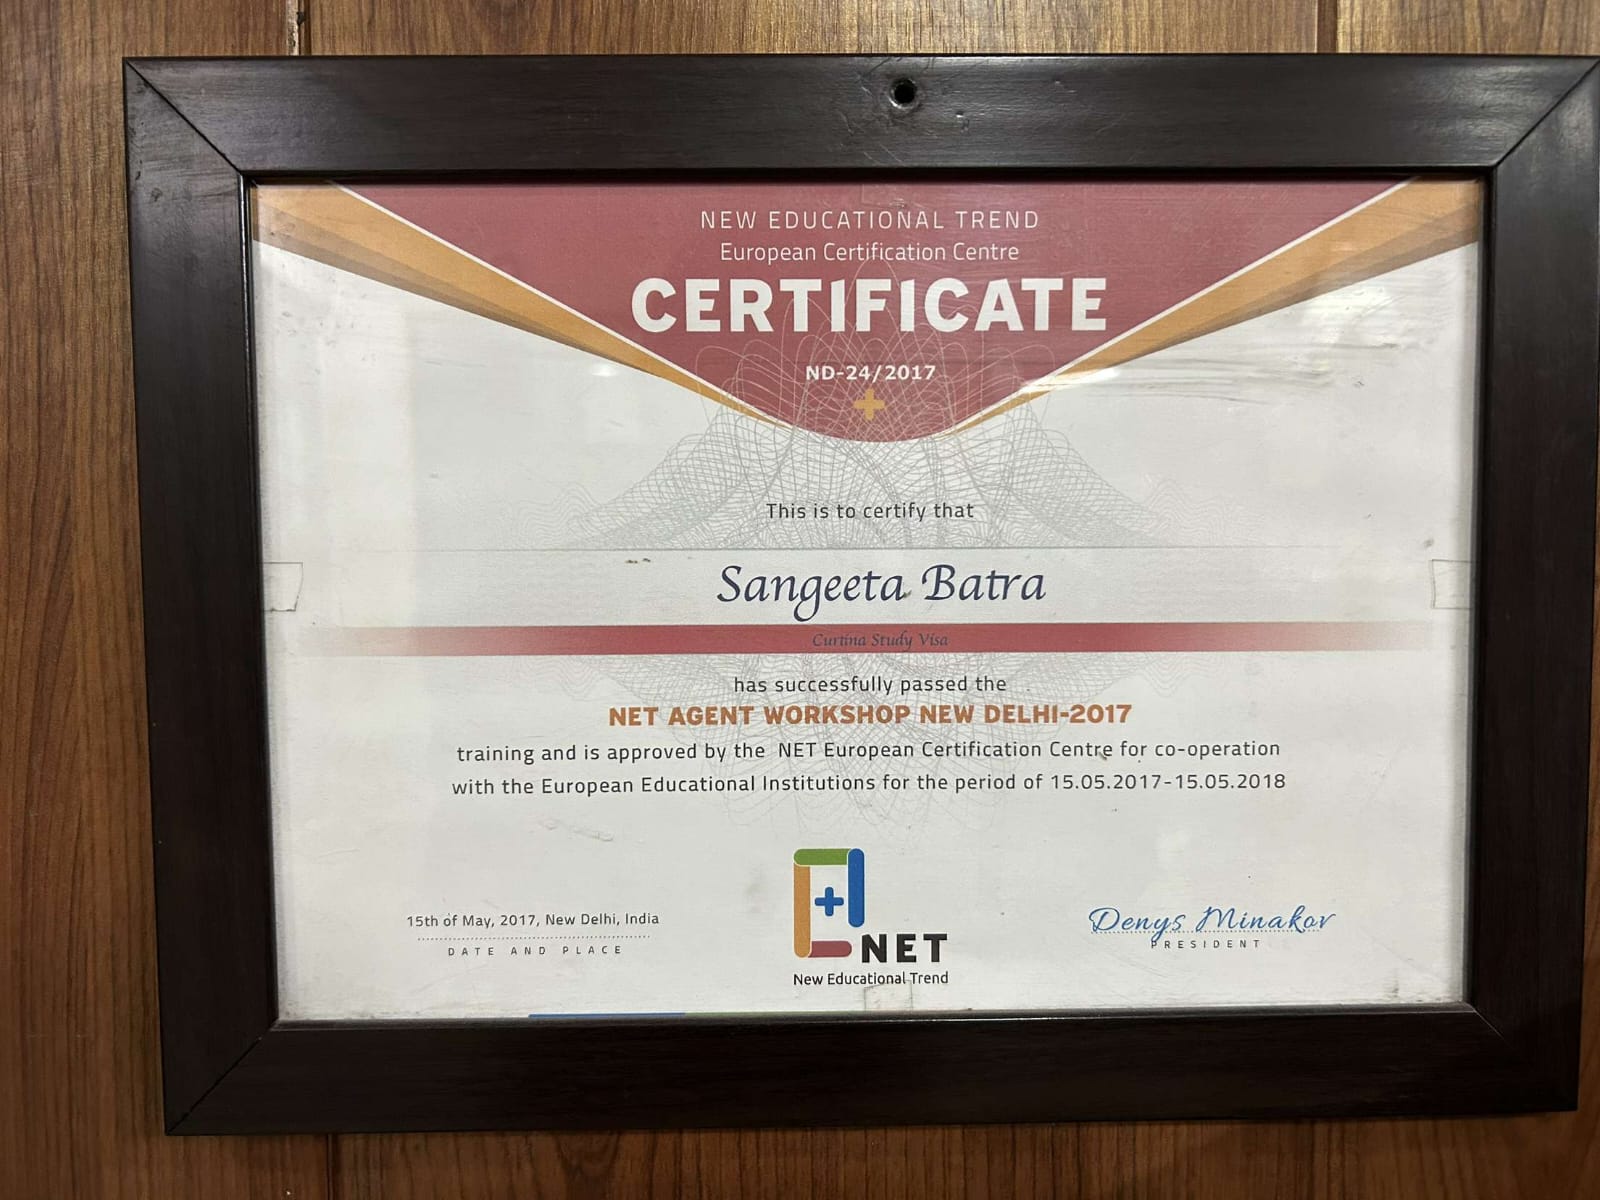 NEW EDUCATIONAL TREND
European Certification Centre
CERTIFICATE
ND-24/2017
This is to certify that
Sangeeta Batra
Curtina Study Visa
has successfully passed the
NET AGENT WORKSHOP NEW DELHI-2017
training and is approved by the NET European Certification Centre for co-operation
with the European Educational Institutions for the period of 15.05.2017-15.05.2018
15th of May, 2017, New Delhi, India
DATE AND PLACE
NET
New Educational Trend
Denys Minakov
PRESIDENT